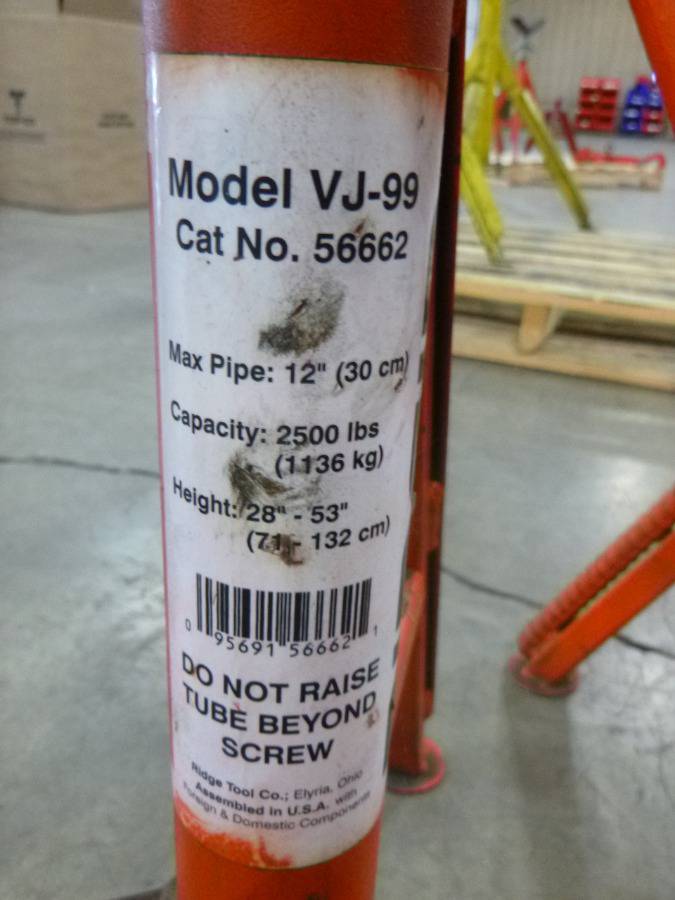 Model VJ-99
Cat No. 56662
Max Pipe: 12" (30 cm)
Capacity: 2500 lbs
(1136 kg)
Height: 28" - 53"
(71 - 132 cm)
0 95691 56662 1
DO NOT RAISE
TUBE BEYOND
SCREW
Ridge Tool Co.; Elyria, Ohio
Assembled in U.S.A. with
Foreign & Domestic Components